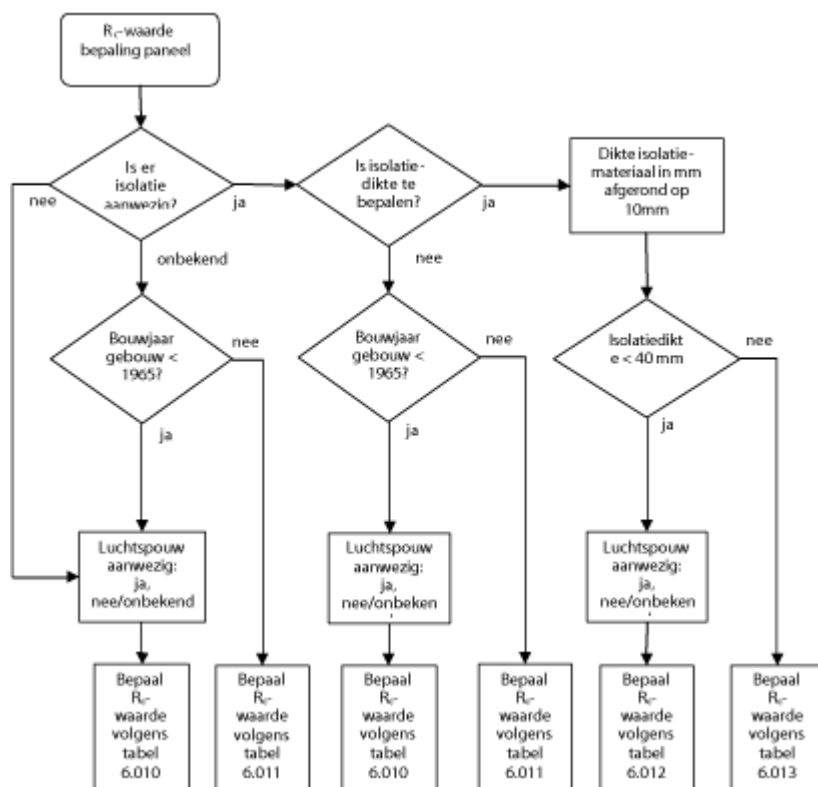 Rc-waarde
bepaling paneel
Is er
isolatie
aanwezig?
nee
ja
onbekend
Is isolatie-
dikte te
bepalen?
ja
nee
Dikte isolatie-
materiaal in mm
afgerond op
10mm
Bouwjaar
gebouw <
1965?
nee
ja
Bouwjaar
gebouw <
1965?
nee
ja
Isolatiedikt
e < 40 mm
nee
ja
Luchtspouw
aanwezig:
ja,
nee/onbekend
Luchtspouw
aanwezig:
ja,
nee/onbeken
Luchtspouw
aanwezig:
ja,
nee/onbeken
Bepaal
Rc-
waarde
volgens
tabel
6.010
Bepaal
Rc-
waarde
volgens
tabel
6.011
Bepaal
Rc-
waarde
volgens
tabel
6.010
Bepaal
Rc-
waarde
volgens
tabel
6.011
Bepaal
Rc-
waarde
volgens
tabel
6.012
Bepaal
Rc-
waarde
volgens
tabel
6.013